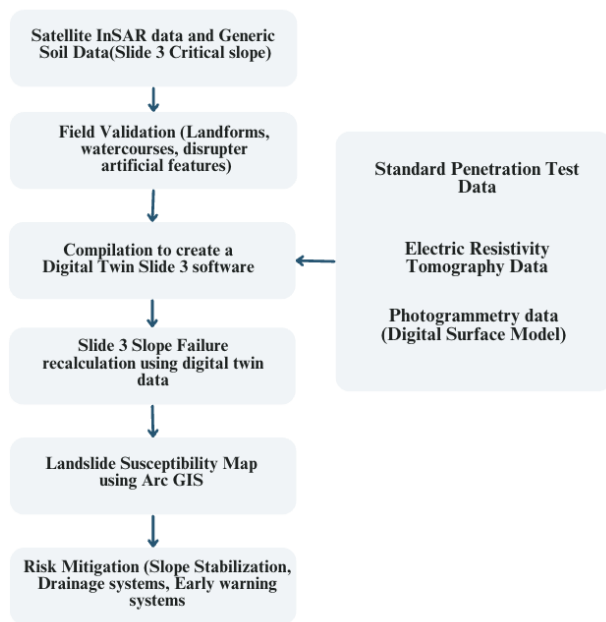 Satellite InSAR data and Generic
Soil Data(Slide 3 Critical slope)
Field Validation (Landforms,
watercourses, disrupter
artificial features)
Compilation to create a
Digital Twin Slide 3 software
Slide 3 Slope Failure
recalculation using digital twin
data
Landslide Susceptibility Map
using Arc GIS
Risk Mitigation (Slope Stabilization,
Drainage systems, Early warning
systems
Standard Penetration Test
Data
Electric Resistivity
Tomography Data
Photogrammetry data
(Digital Surface Model)